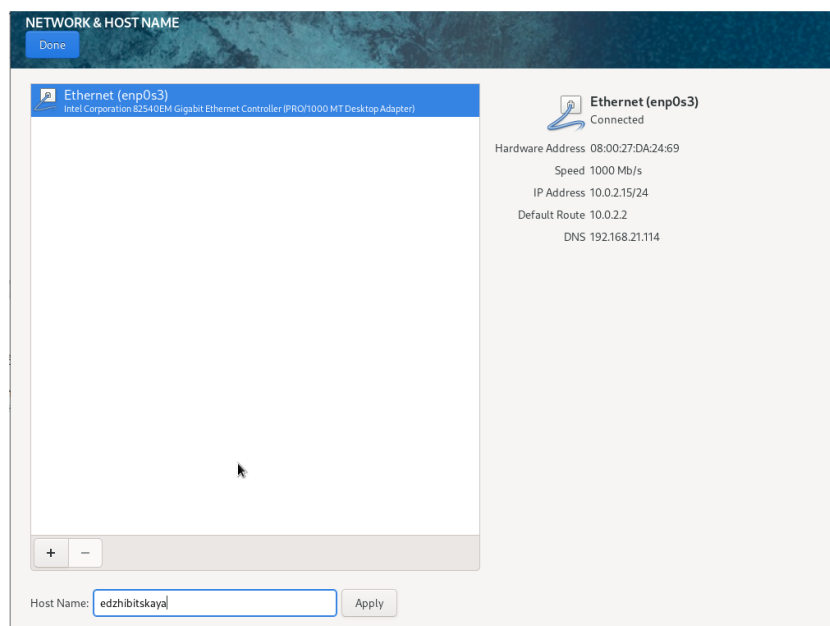 NETWORK & HOST NAME
Done
Ethernet (enp0s3)
Intel Corporation 82540EM Gigabit Ethernet Controller (PRO/1000 MT Desktop Adapter)
Ethernet (enp0s3)
Connected
Hardware Address 08:00:27:DA:24:69
Speed 1000 Mb/s
IP Address 10.0.2.15/24
Default Route 10.0.2.2
DNS 192.168.21.114
+ −
Host Name: edzhibitskaya Apply